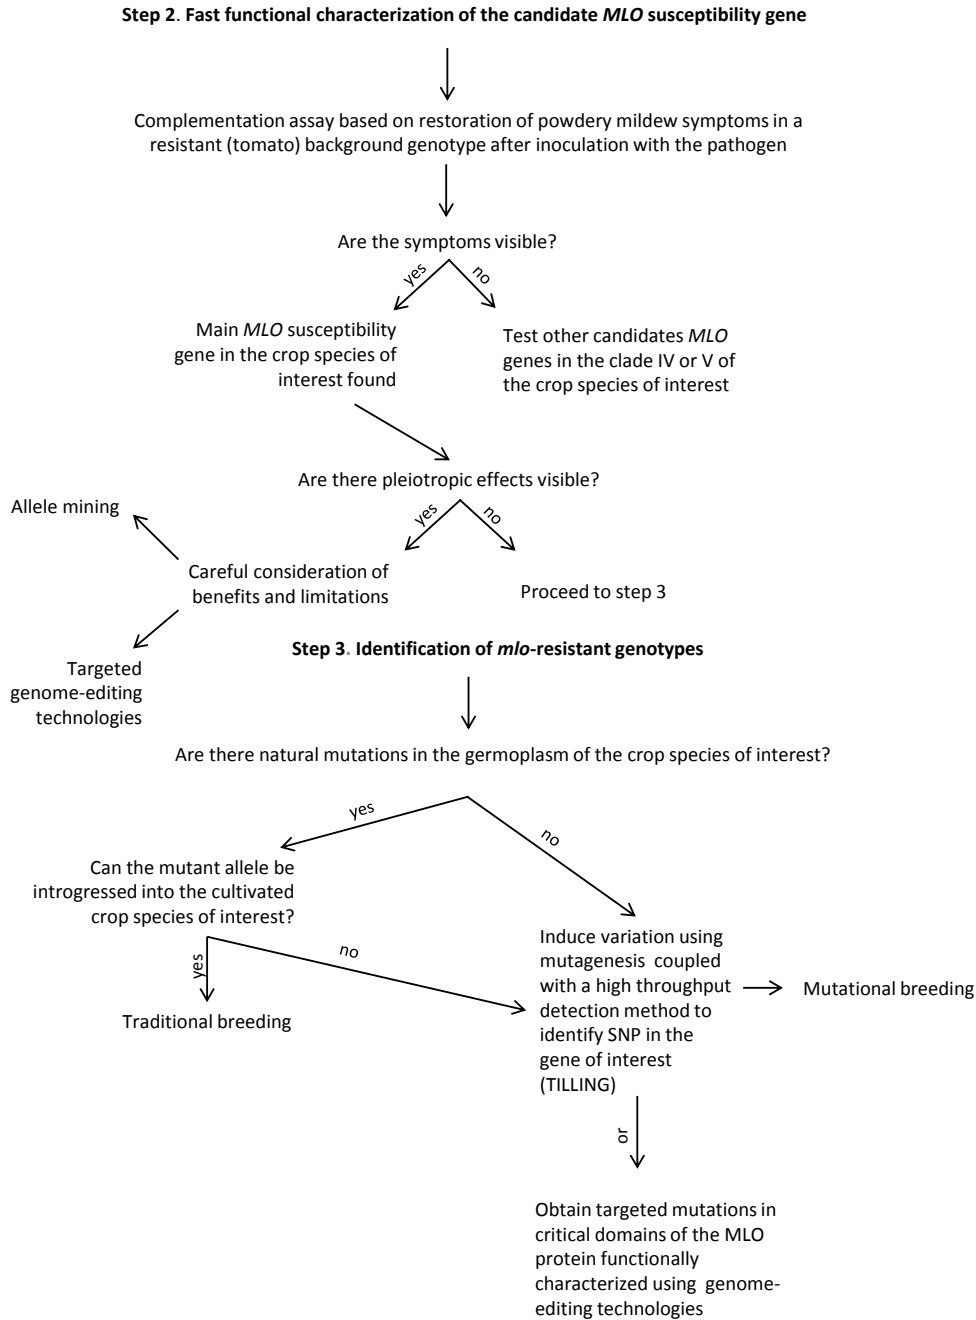 Step 2. Fast functional characterization of the candidate MLO susceptibility gene
Complementation assay based on restoration of powdery mildew symptoms in a
resistant (tomato) background genotype after inoculation with the pathogen
Are the symptoms visible?
yes
no
Main MLO susceptibility
gene in the crop species of
interest found
Test other candidates MLO
genes in the clade IV or V of
the crop species of interest
Are there pleiotropic effects visible?
yes
no
Allele mining
Careful consideration of
benefits and limitations
Proceed to step 3
Targeted
genome-editing
technologies
Step 3. Identification of mlo-resistant genotypes
Are there natural mutations in the germoplasm of the crop species of interest?
yes
no
Can the mutant allele be
introgressed into the cultivated
crop species of interest?
yes
no
Traditional breeding
Induce variation using
mutagenesis coupled
with a high throughput
detection method to
identify SNP in the
gene of interest
(TILLING)
Mutational breeding
or
Obtain targeted mutations in
critical domains of the MLO
protein functionally
characterized using genome-
editing technologies